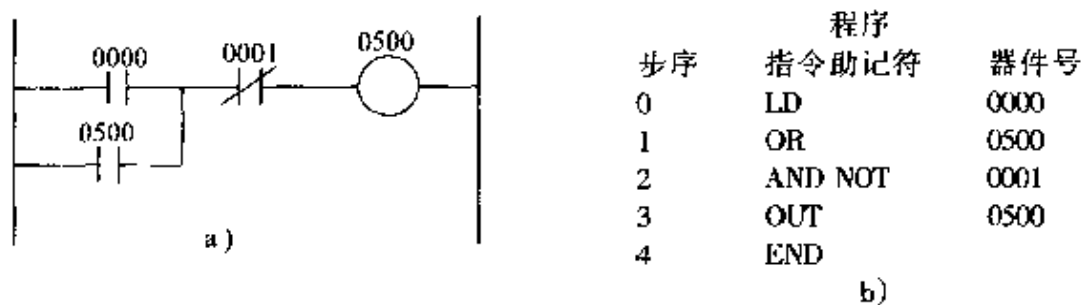 0000
0001
0500
0500
a)
程序
步序 指令助记符 器件号
0 LD 0000
1 OR 0500
2 AND NOT 0001
3 OUT 0500
4 END
b)